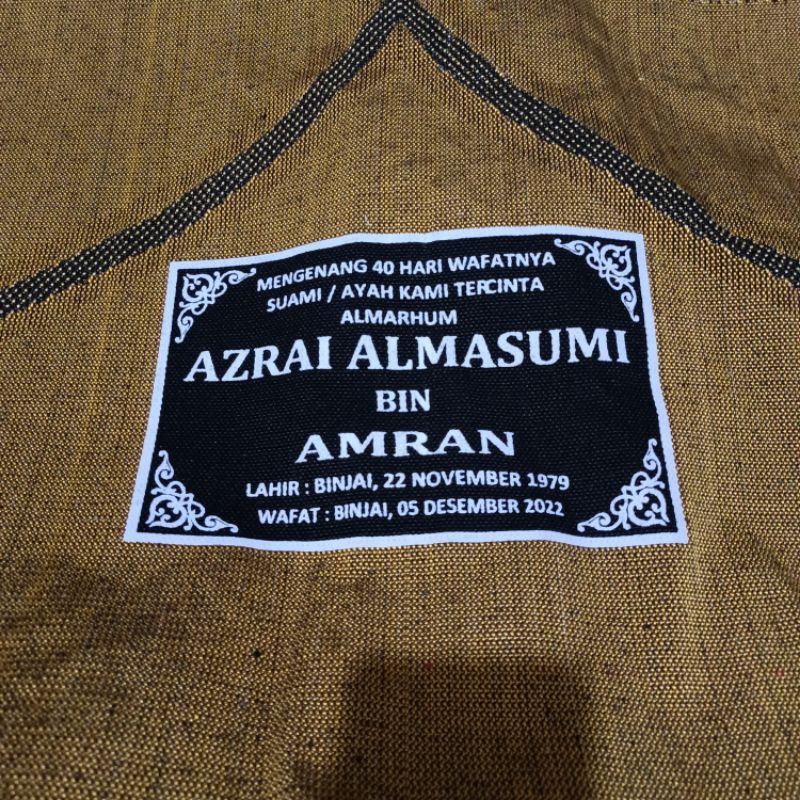 MENGENANG 40 HARI WAFATNYA
SUAMI / AYAH KAMI TERCINTA
ALMARHUM
AZRAI ALMASUMI
BIN
AMRAN
LAHIR : BINJAI, 22 NOVEMBER 1979
WAFAT : BINJAI, 05 DESEMBER 2022